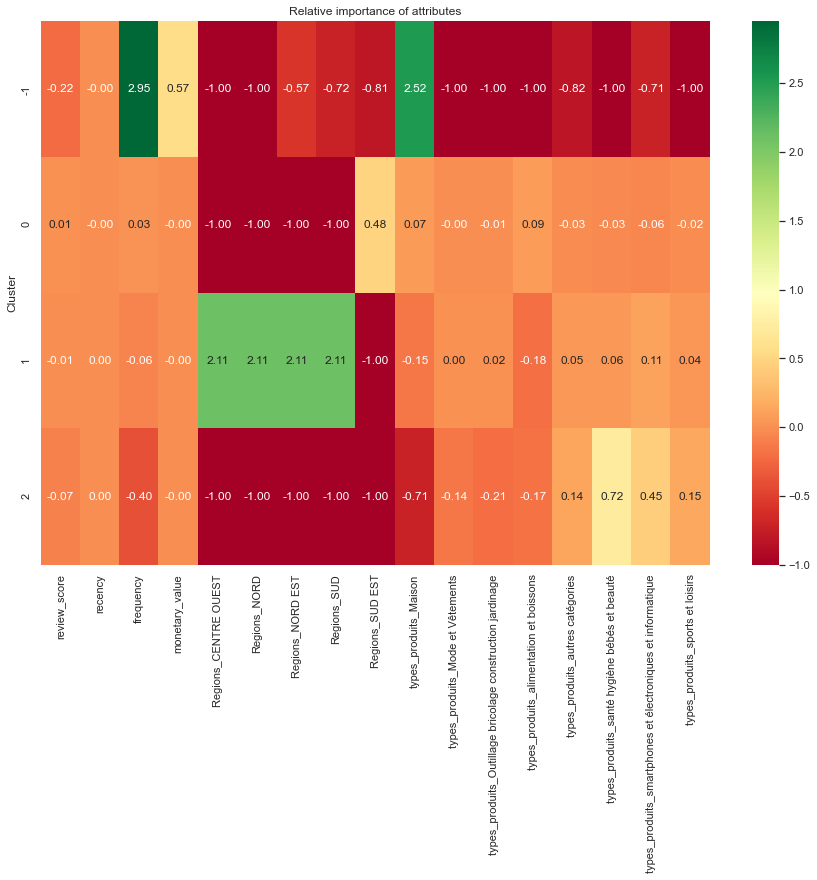 Relative importance of attributes
-1 -0.22 -0.00 2.95 0.57 -1.00 -1.00 -0.57 -0.72 -0.81 2.52 -1.00 -1.00 -1.00 -0.82 -1.00 -0.71 -1.00
0 0.01 -0.00 0.03 -0.00 -1.00 -1.00 -1.00 -1.00 0.48 0.07 -0.00 -0.01 0.09 -0.03 -0.03 -0.06 -0.02
Cluster
1 -0.01 0.00 -0.06 -0.00 2.11 2.11 2.11 2.11 -1.00 -0.15 0.00 0.02 -0.18 0.05 0.06 0.11 0.04
2 -0.07 0.00 -0.40 -0.00 -1.00 -1.00 -1.00 -1.00 -1.00 -0.71 -0.14 -0.21 -0.17 0.14 0.72 0.45 0.15
review_score
recency
frequency
monetary_value
Regions_CENTRE OUEST
Regions_NORD
Regions_NORD EST
Regions_SUD
Regions_SUD EST
types_produits_Maison
types_produits_Mode et Vêtements
types_produits_Outillage bricolage construction jardinage
types_produits_alimentation et boissons
types_produits_autres catégories
types_produits_santé hygiène bébés et beauté
types_produits_smartphones et électroniques et informatique
types_produits_sports et loisirs
2.5
2.0
1.5
1.0
0.5
0.0
−0.5
−1.0